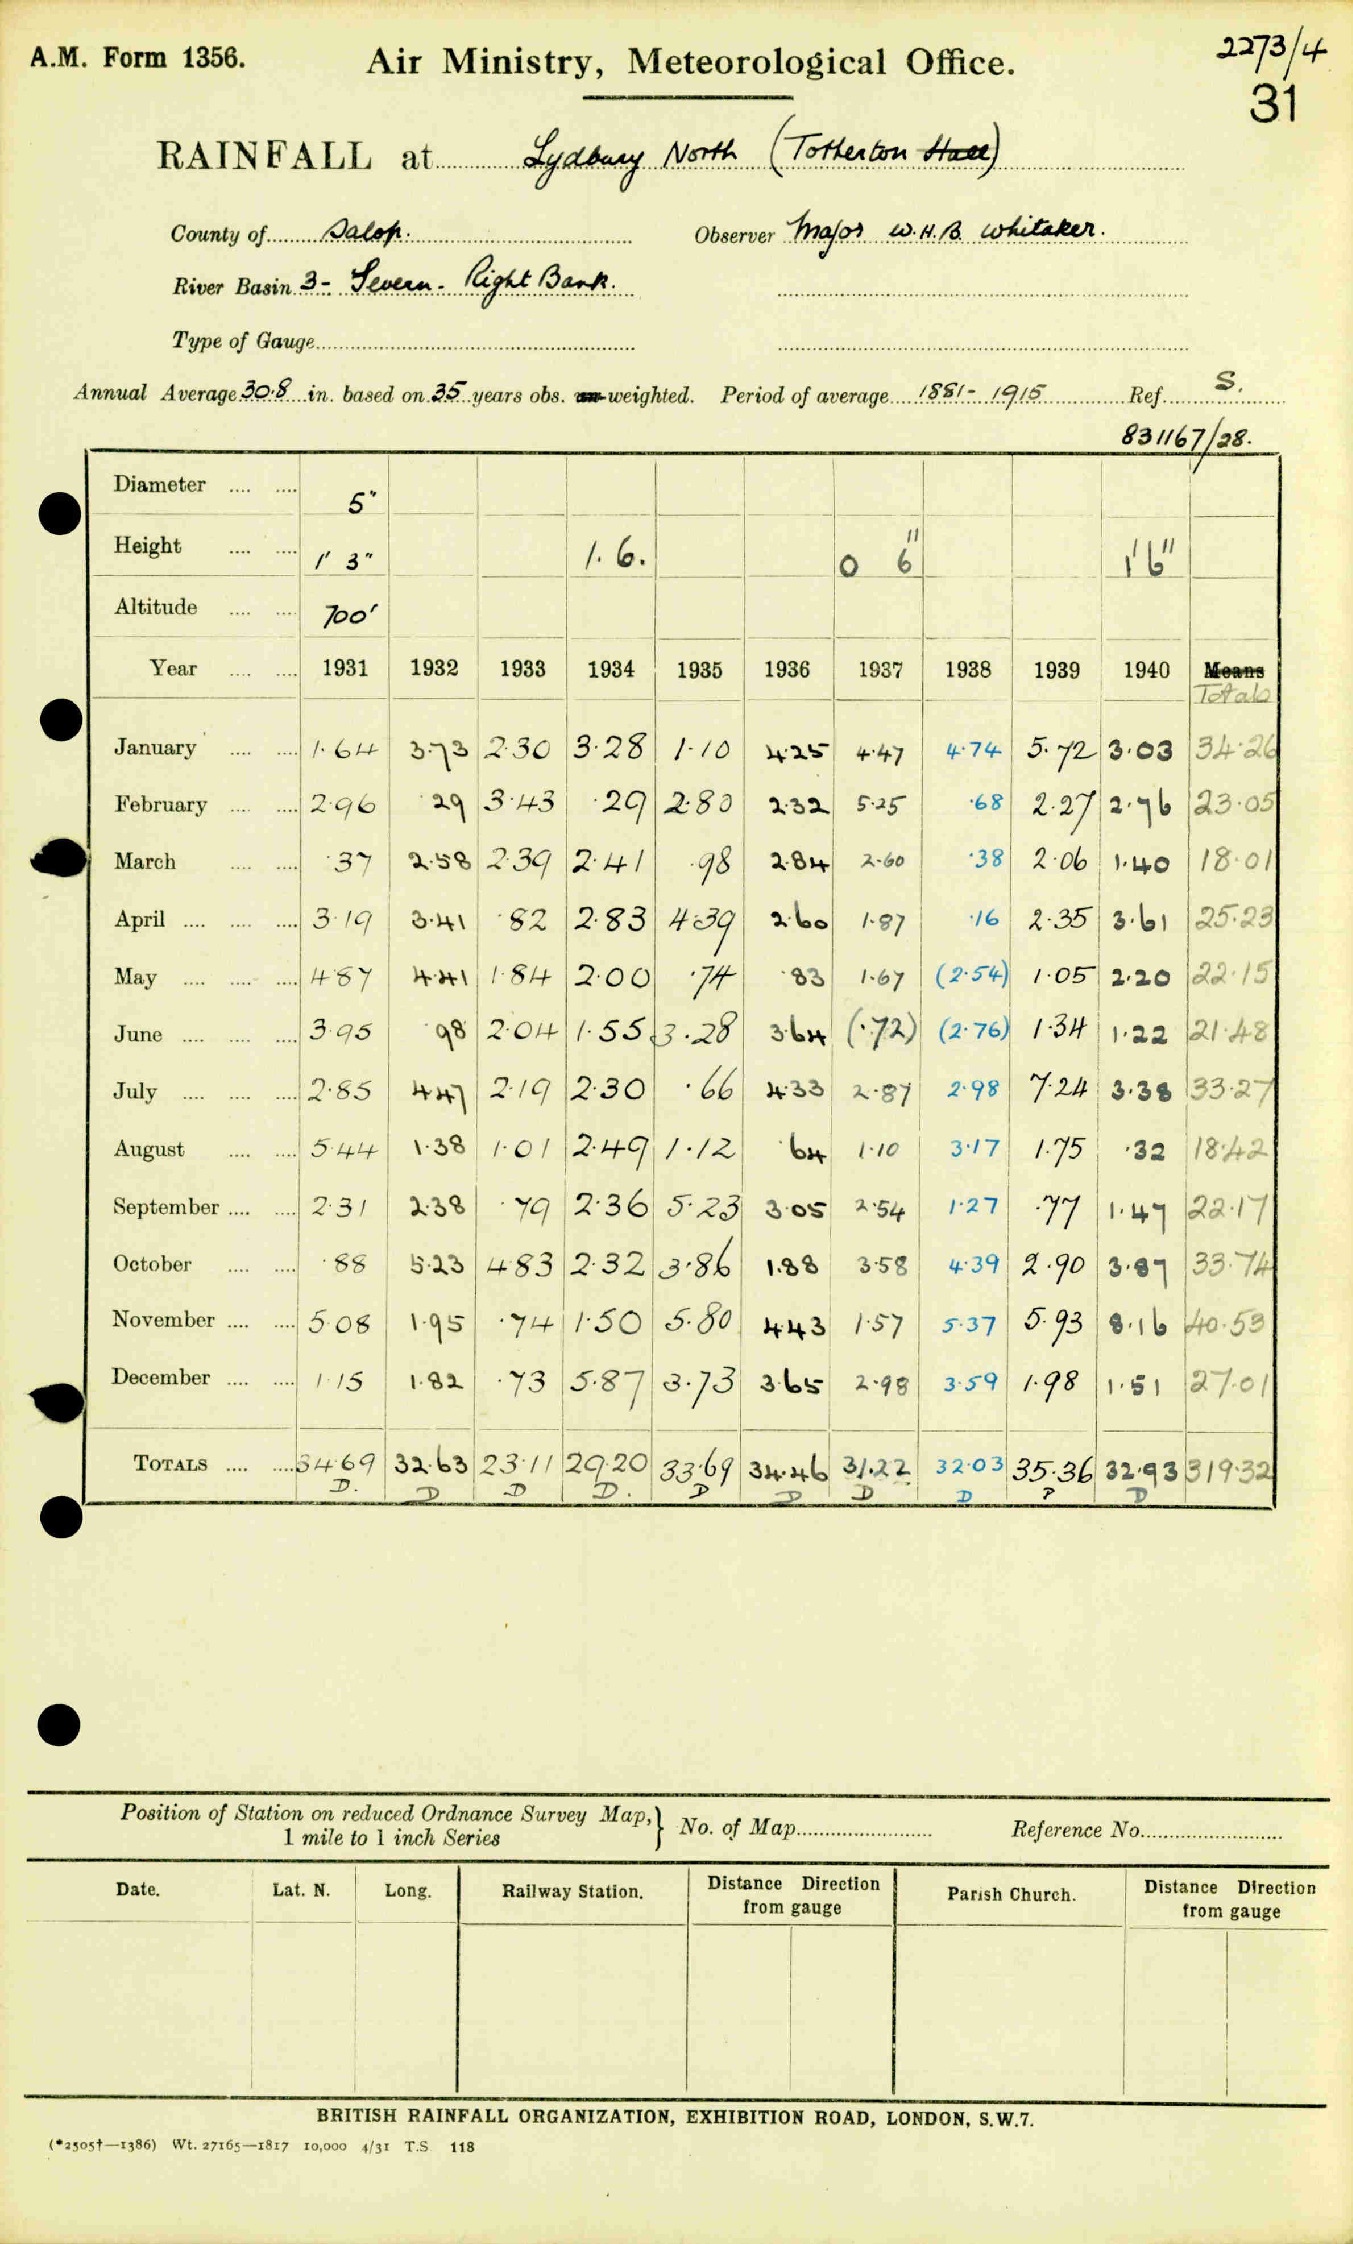 A.M. Form 1356.
Air Ministry, Meteorological Office.
2273/4
31
RAINFALL at Lydbury North (Totterton Hall)
County of Salop. Observer Major W.H.B. Whitaker.
River Basin 3- Severn - Right Bank.
Type of Gauge
Annual Average 30.8 in. based on 35 years obs. weighted. Period of average 1881 - 1915 Ref. S.
831167/28.
Diameter 5"
Height 1' 3" 1. 6. 0 6" 1'6"
Altitude 700'
Year 1931 1932 1933 1934 1935 1936 1937 1938 1939 1940 Means
Totals
January 1.64 3.73 2.30 3.28 1.10 4.25 4.47 4.74 5.72 3.03 34.26
February 2.96 .29 3.43 .29 2.80 2.32 5.25 .68 2.27 2.76 23.05
March .37 2.58 2.39 2.41 .98 2.84 2.60 .38 2.06 1.40 18.01
April 3.19 3.41 .82 2.83 4.39 2.60 1.87 .16 2.35 3.61 25.23
May 4.87 4.41 1.84 2.00 .74 .83 1.67 (2.54) 1.05 2.20 22.15
June 3.95 .98 2.04 1.55 3.28 3.64 (.72) (2.76) 1.34 1.22 21.48
July 2.85 4.47 2.19 2.30 .66 4.33 2.87 2.98 7.24 3.38 33.27
August 5.44 1.38 1.01 2.49 1.12 .64 1.10 3.17 1.75 .32 18.42
September 2.31 2.38 .79 2.36 5.23 3.05 2.54 1.27 .77 1.47 22.17
October .88 5.23 4.83 2.32 3.86 1.88 3.58 4.39 2.90 3.87 33.74
November 5.08 1.95 .74 1.50 5.80 4.43 1.57 5.37 5.93 8.16 40.53
December 1.15 1.82 .73 5.87 3.73 3.65 2.98 3.59 1.98 1.51 27.01
TOTALS 34.69 32.63 23.11 29.20 33.69 34.46 31.22 32.03 35.36 32.93 319.32
D. D D D. D D D D P D
Position of Station on reduced Ordnance Survey Map,} No. of Map Reference No.
1 mile to 1 inch Series
Date. Lat. N. Long. Railway Station. Distance Direction Parish Church. Distance Direction
from gauge from gauge
BRITISH RAINFALL ORGANIZATION, EXHIBITION ROAD, LONDON, S.W.7.
(*2505†—1386) Wt. 27165—1817 10,000 4/31 T.S 118